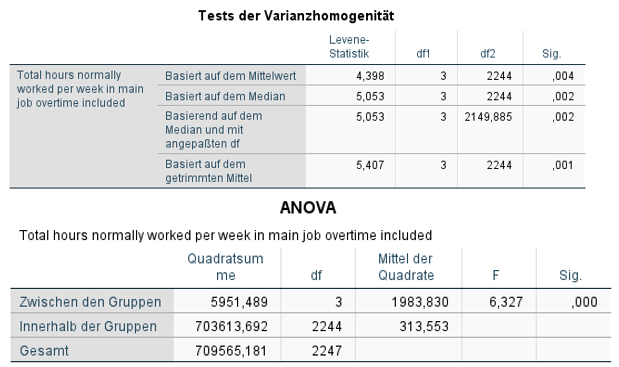 Tests der Varianzhomogenität
Levene-
Statistik df1 df2 Sig.
Total hours normally
worked per week in main
job overtime included
Basiert auf dem Mittelwert 4,398 3 2244 ,004
Basiert auf dem Median 5,053 3 2244 ,002
Basierend auf dem
Median und mit
angepaßten df
5,053 3 2149,885 ,002
Basiert auf dem
getrimmten Mittel
5,407 3 2244 ,001
ANOVA
Total hours normally worked per week in main job overtime included
Quadratsum
me
df
Mittel der
Quadrate
F Sig.
Zwischen den Gruppen 5951,489 3 1983,830 6,327 ,000
Innerhalb der Gruppen 703613,692 2244 313,553
Gesamt 709565,181 2247